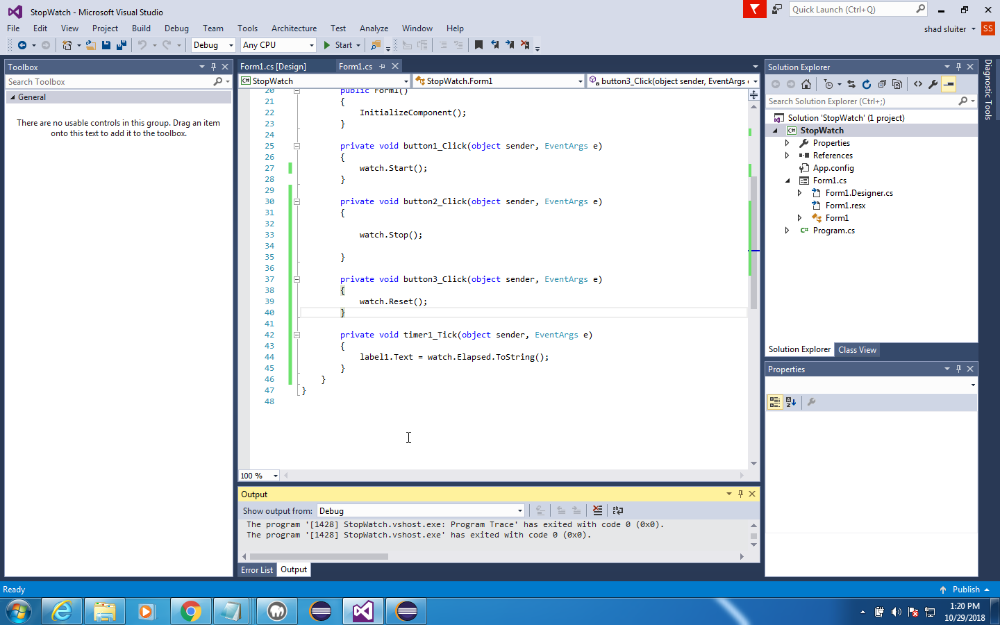 StopWatch - Microsoft Visual Studio
Quick Launch (Ctrl+Q)
File Edit View Project Build Debug Team Tools Architecture Test Analyze Window Help
shad sluiter SS
Debug Any CPU Start
Toolbox
Search Toolbox
General
There are no usable controls in this group. Drag an item
onto this text to add it to the toolbox.
Form1.cs [Design] Form1.cs
StopWatch StopWatch.Form1 button3_Click(object sender, EventArgs e
20 public Form1()
21 {
22 InitializeComponent();
23 }
24
25 private void button1_Click(object sender, EventArgs e)
26 {
27 watch.Start();
28 }
29
30 private void button2_Click(object sender, EventArgs e)
31 {
32
33 watch.Stop();
34
35 }
36
37 private void button3_Click(object sender, EventArgs e)
38 {
39 watch.Reset();
40 }
41
42 private void timer1_Tick(object sender, EventArgs e)
43 {
44 label1.Text = watch.Elapsed.ToString();
45 }
46 }
47 }
48
100 %
Output
Show output from: Debug
The program '[1428] StopWatch.vshost.exe: Program Trace' has exited with code 0 (0x0).
The program '[1428] StopWatch.vshost.exe' has exited with code 0 (0x0).
Error List Output
Solution Explorer
Search Solution Explorer (Ctrl+;)
Solution 'StopWatch' (1 project)
C# StopWatch
Properties
References
App.config
Form1.cs
Form1.Designer.cs
Form1.resx
Form1
C# Program.cs
Solution Explorer Class View
Properties
Diagnostic Tools
Ready
Publish
1:20 PM
10/29/2018